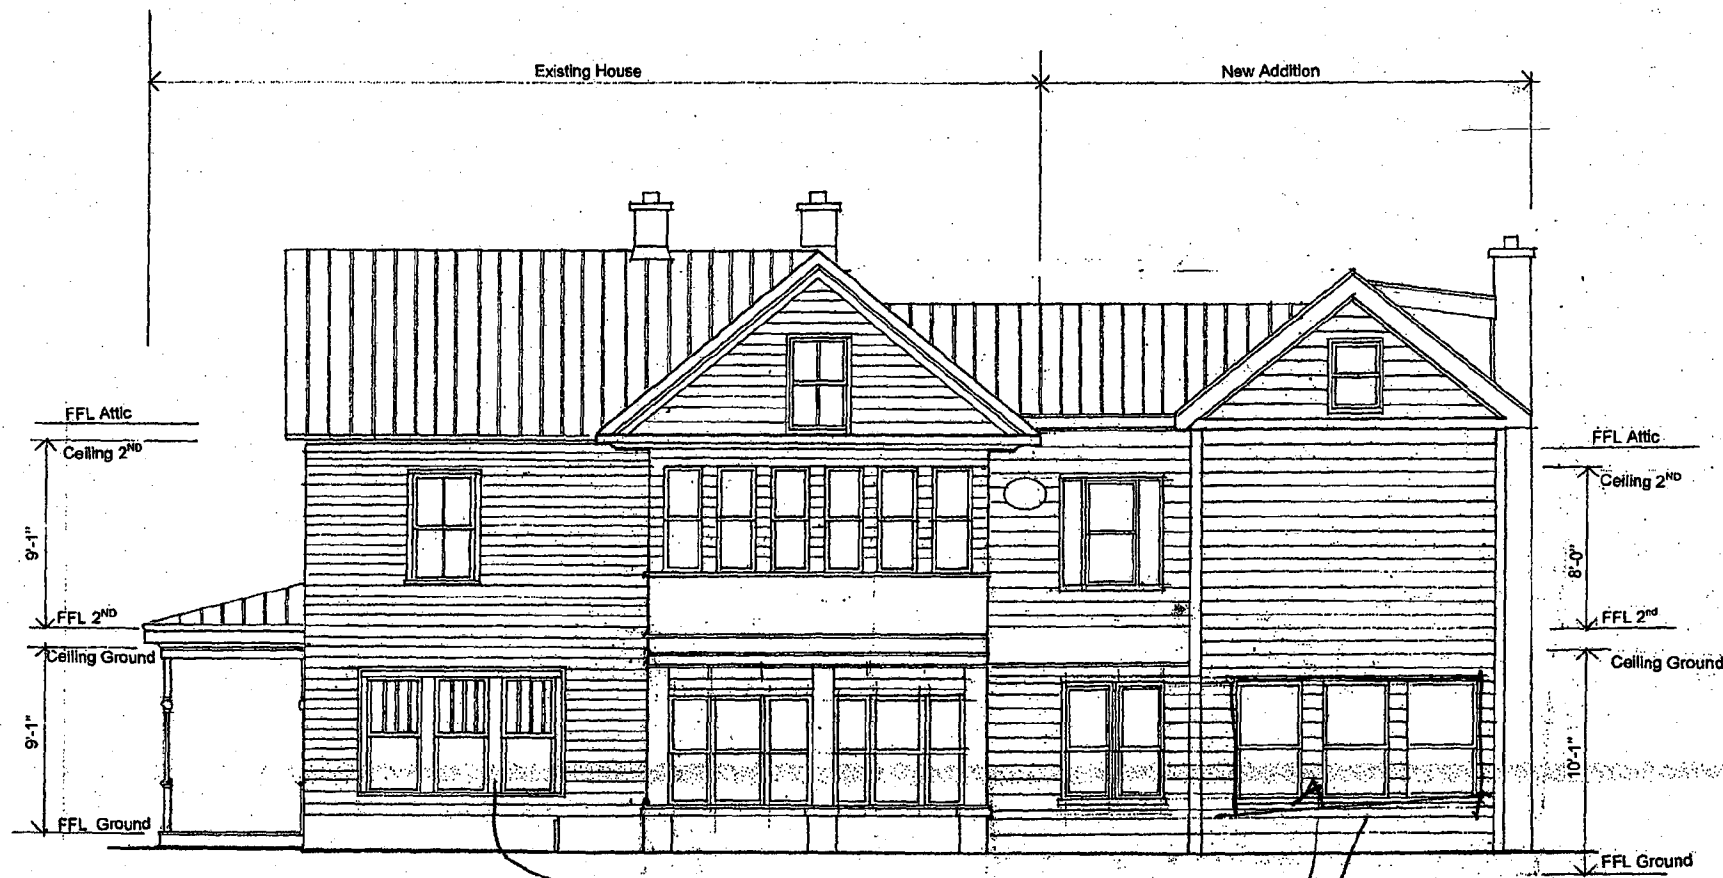 Existing House
New Addition
FFL Attic
Ceiling 2ND
9'-1"
FFL 2ND
Ceiling Ground
9'-1"
FFL Ground
FFL Attic
Ceiling 2ND
8'-0"
FFL 2nd
Ceiling Ground
10'-1"
FFL Ground